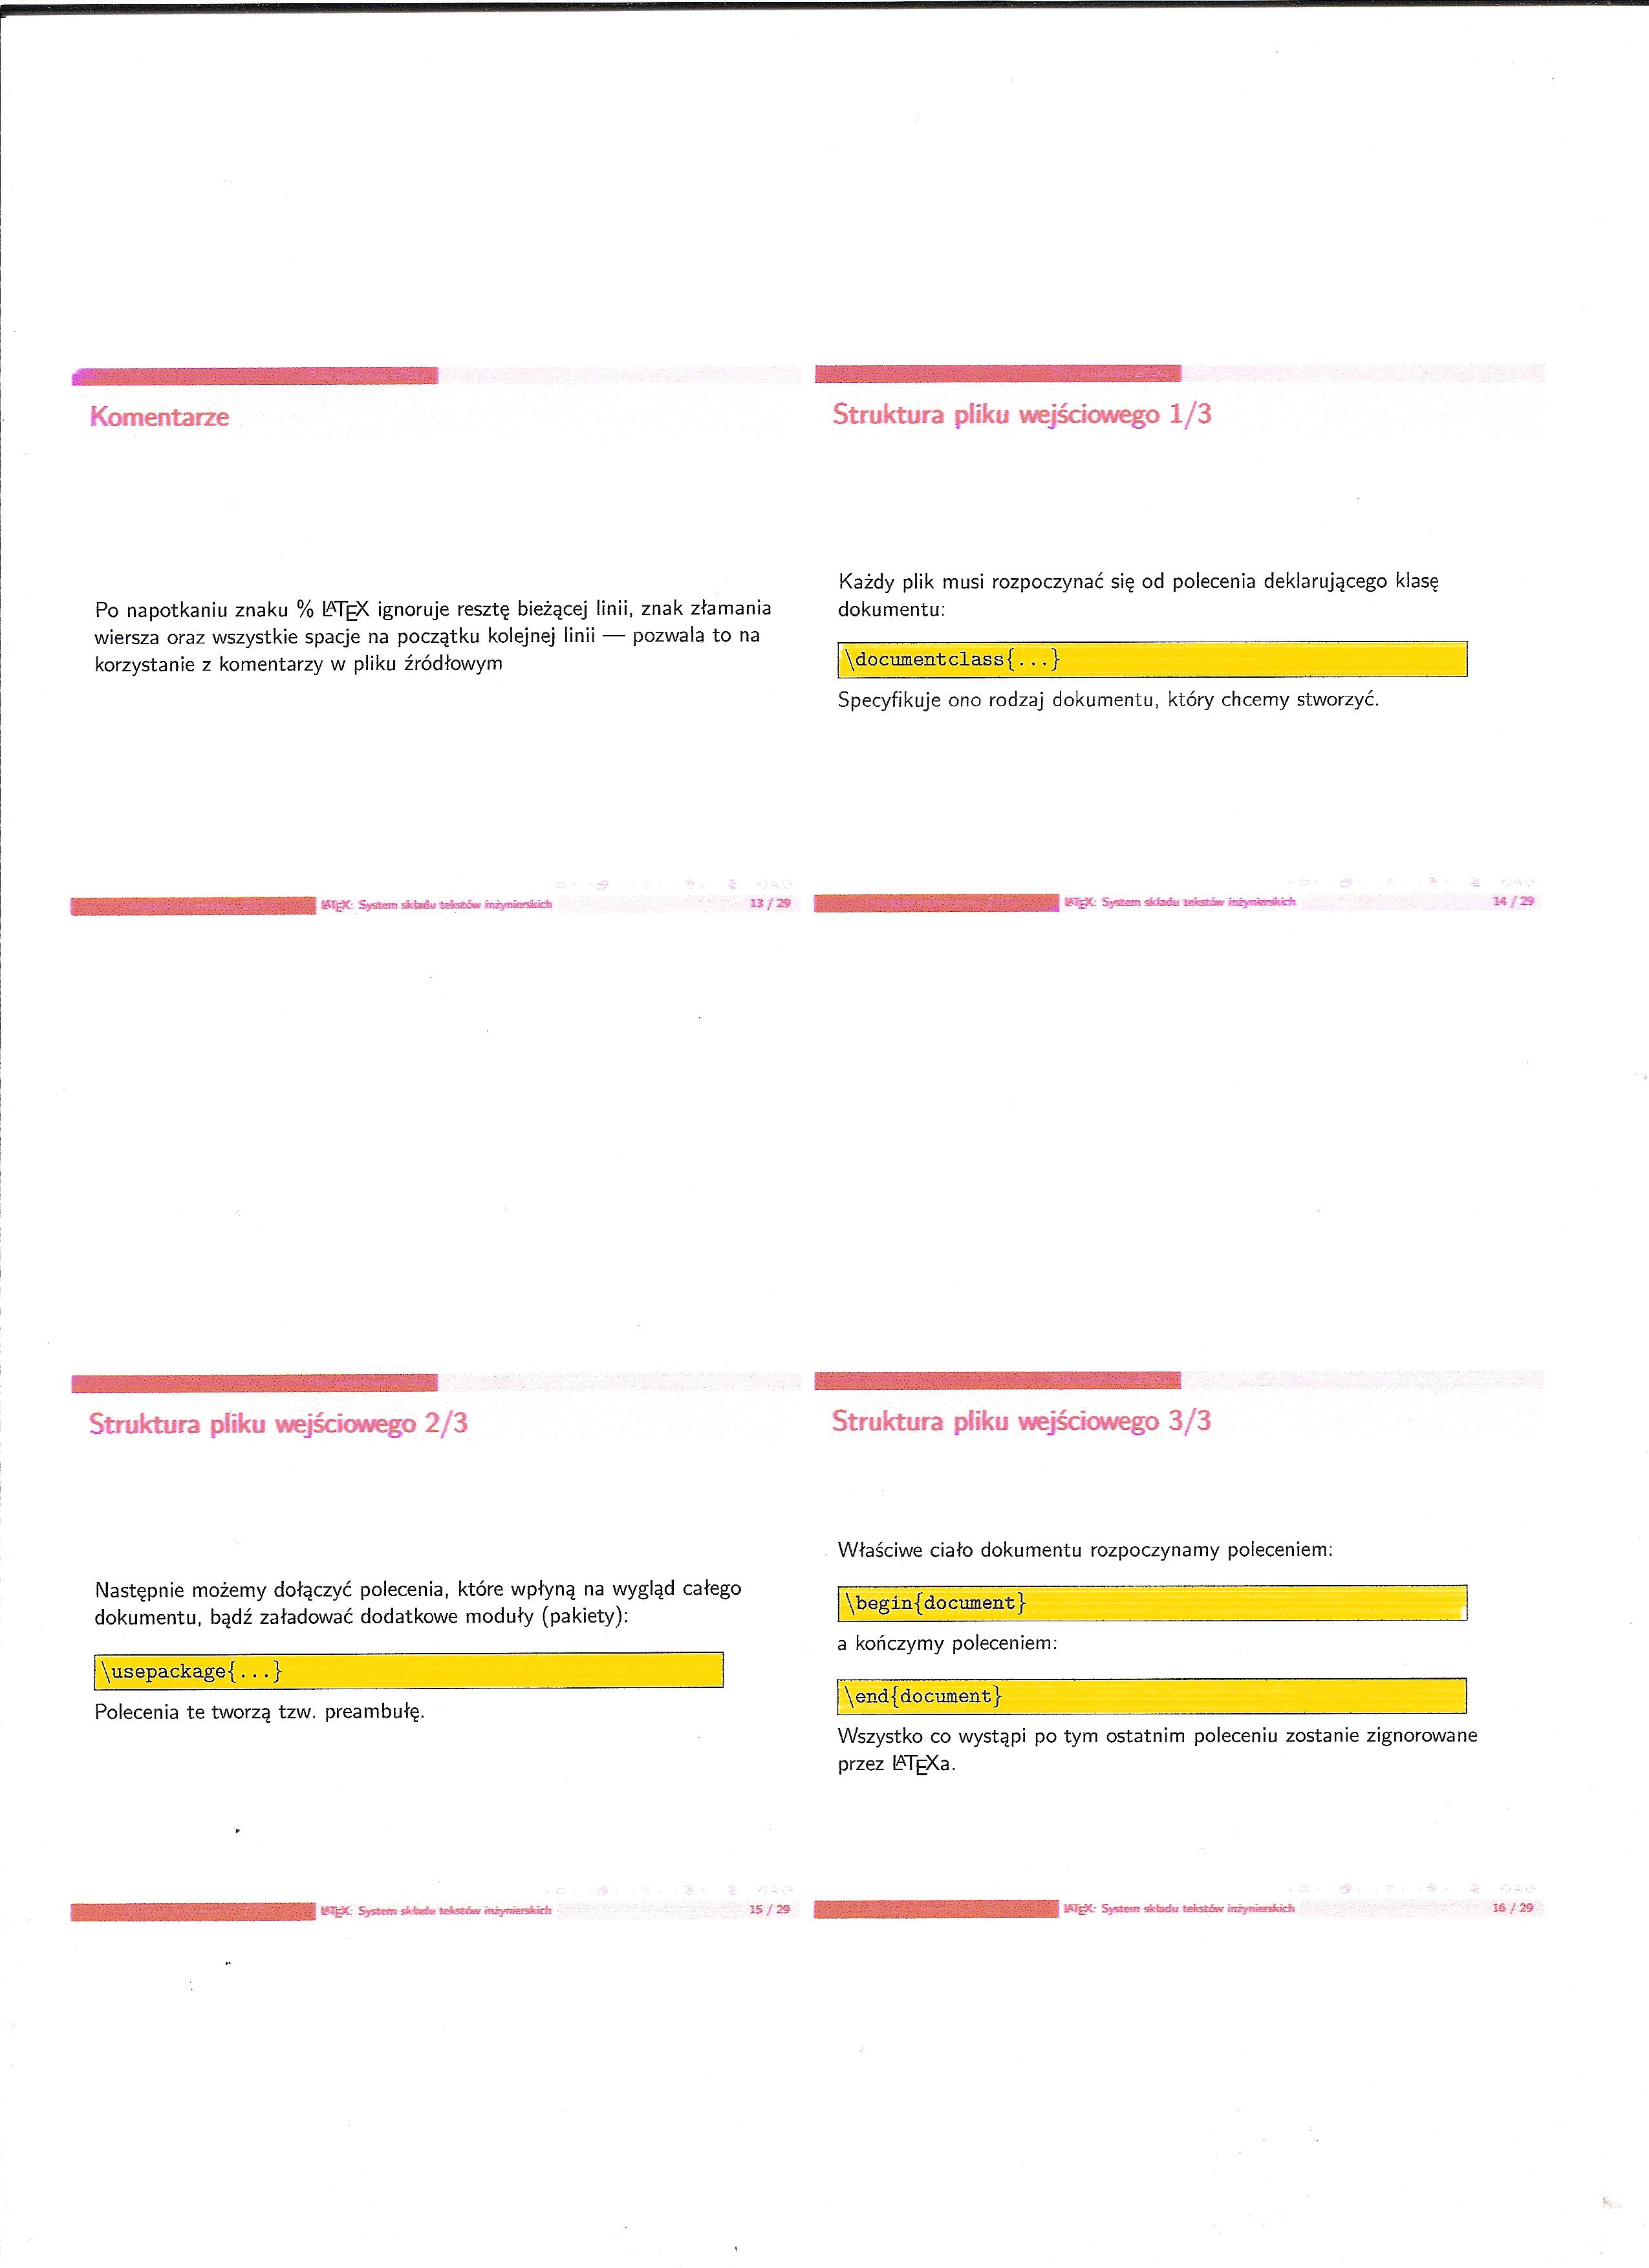 Komentarze
Po napotkaniu znaku % LATEX ignoruje resztę bieżącej linii, znak złamania
wiersza oraz wszystkie spacje na początku kolejnej linii — pozwala to na
korzystanie z komentarzy w pliku źródłowym
LATEX: System składu tekstów inżynierskich 13 / 29
Struktura pliku wejściowego 1/3
Każdy plik musi rozpoczynać się od polecenia deklarującego klasę
dokumentu:
\documentclass{...}
Specyfikuje ono rodzaj dokumentu, który chcemy stworzyć.
LATEX: System składu tekstów inżynierskich 14 / 29
Struktura pliku wejściowego 2/3
Następnie możemy dołączyć polecenia, które wpłyną na wygląd całego
dokumentu, bądź załadować dodatkowe moduły (pakiety):
\usepackage{...}
Polecenia te tworzą tzw. preambułę.
LATEX: System składu tekstów inżynierskich 15 / 29
Struktura pliku wejściowego 3/3
Właściwe ciało dokumentu rozpoczynamy poleceniem:
\begin{document}
a kończymy poleceniem:
\end{document}
Wszystko co wystąpi po tym ostatnim poleceniu zostanie zignorowane
przez LATEXa.
LATEX: System składu tekstów inżynierskich 16 / 29